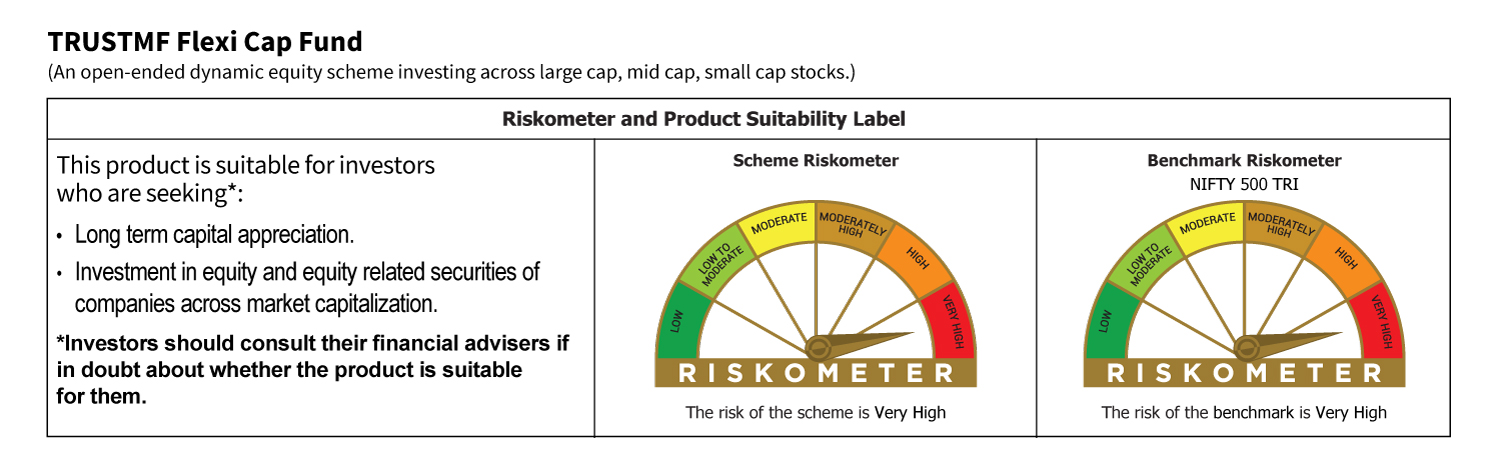 TRUSTMF Flexi Cap Fund
(An open-ended dynamic equity scheme investing across large cap, mid cap, small cap stocks.)
Riskometer and Product Suitability Label
This product is suitable for investors
who are seeking*:
• Long term capital appreciation.
• Investment in equity and equity related securities of
companies across market capitalization.
*Investors should consult their financial advisers if
in doubt about whether the product is suitable
for them.
Scheme Riskometer
LOW
LOW TO
MODERATE
MODERATE
MODERATELY
HIGH
HIGH
VERY HIGH
RISKOMETER
The risk of the scheme is Very High
Benchmark Riskometer
NIFTY 500 TRI
LOW
LOW TO
MODERATE
MODERATE
MODERATELY
HIGH
HIGH
VERY HIGH
RISKOMETER
The risk of the benchmark is Very High